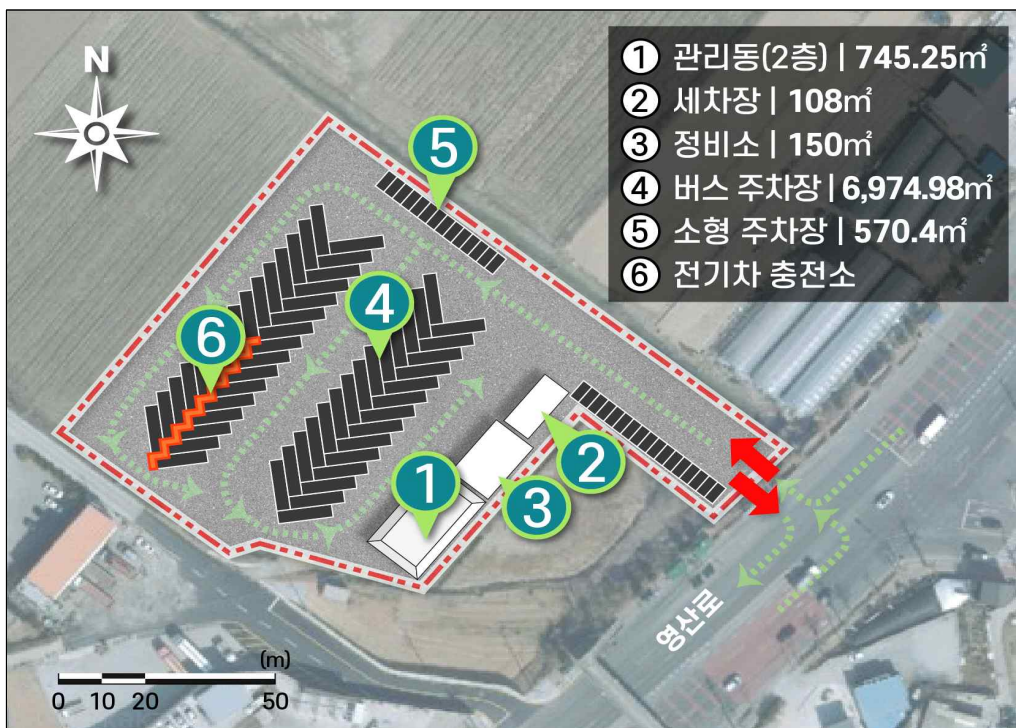 N
① 관리동(2층) | 745.25㎡
② 세차장 | 108㎡
③ 정비소 | 150㎡
④ 버스 주차장 | 6,974.98㎡
⑤ 소형 주차장 | 570.4㎡
⑥ 전기차 충전소
5
4
6
2
1
3
영산로
(m)
0 10 20 50